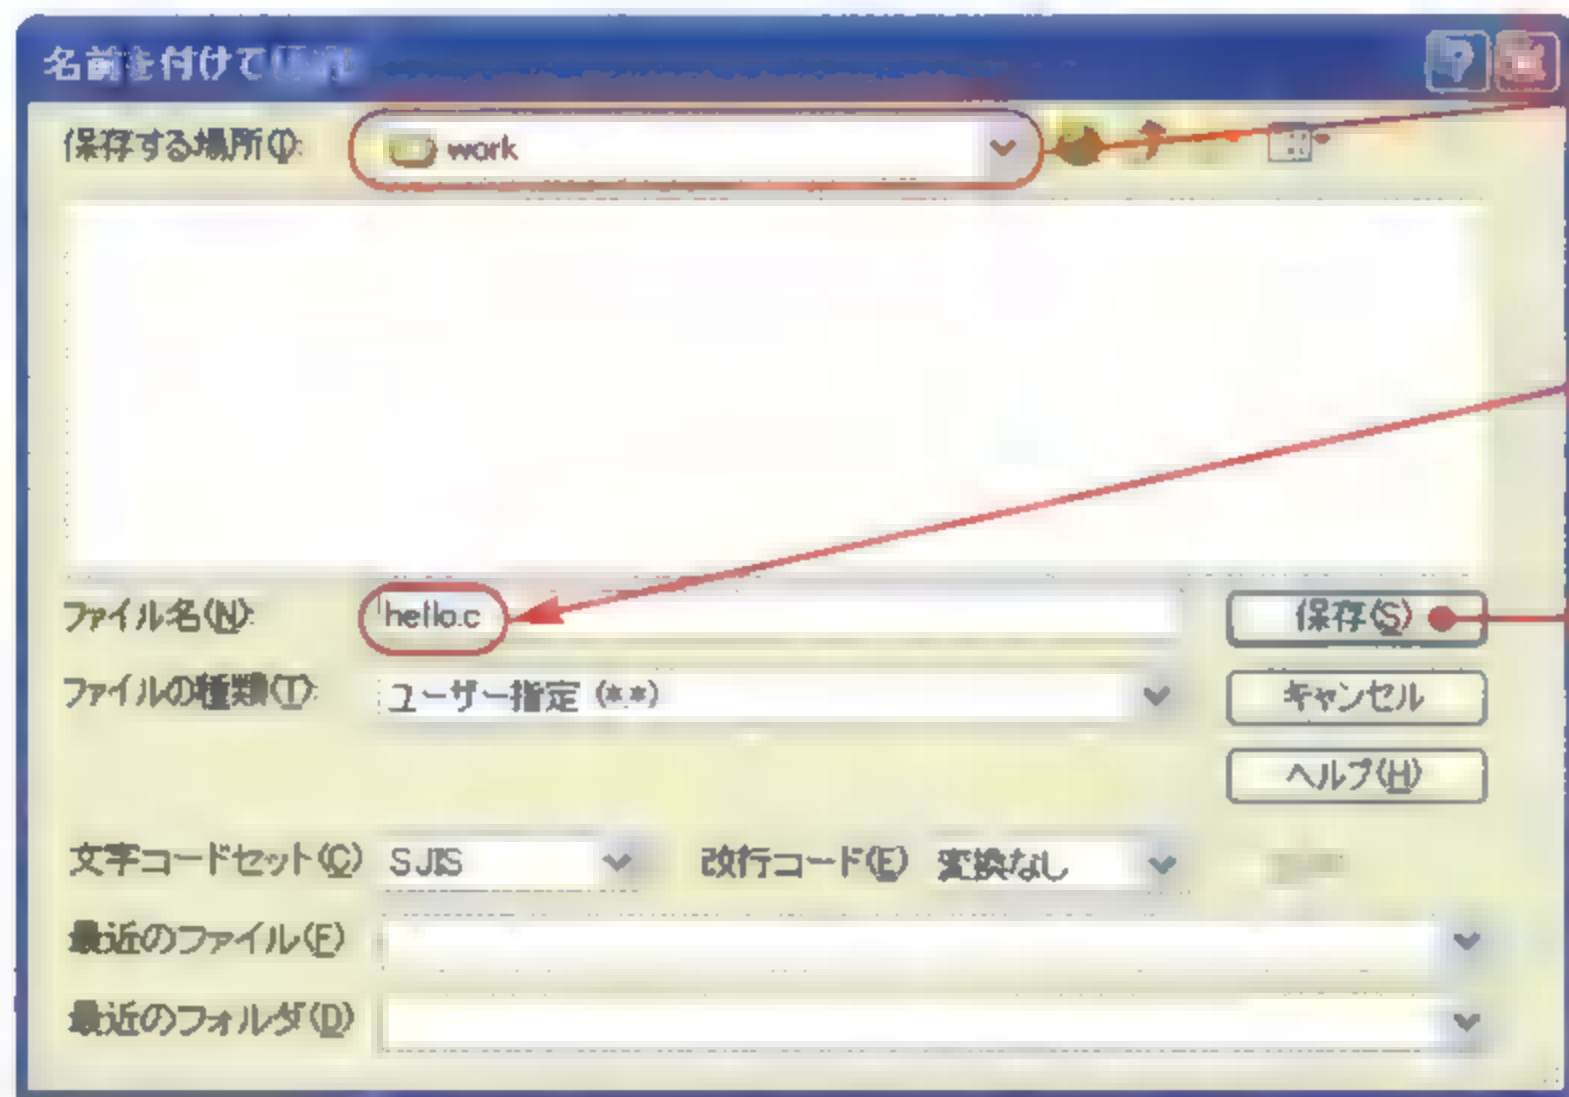 名前を付けて
保存する場所(I): work
ファイル名(N): hello.c 保存(S)
ファイルの種類(T): ユーザー指定 (*.*) キャンセル
ヘルプ(H)
文字コードセット(C) SJIS 改行コード(E) 変換なし
最近のファイル(F)
最近のフォルダ(D)